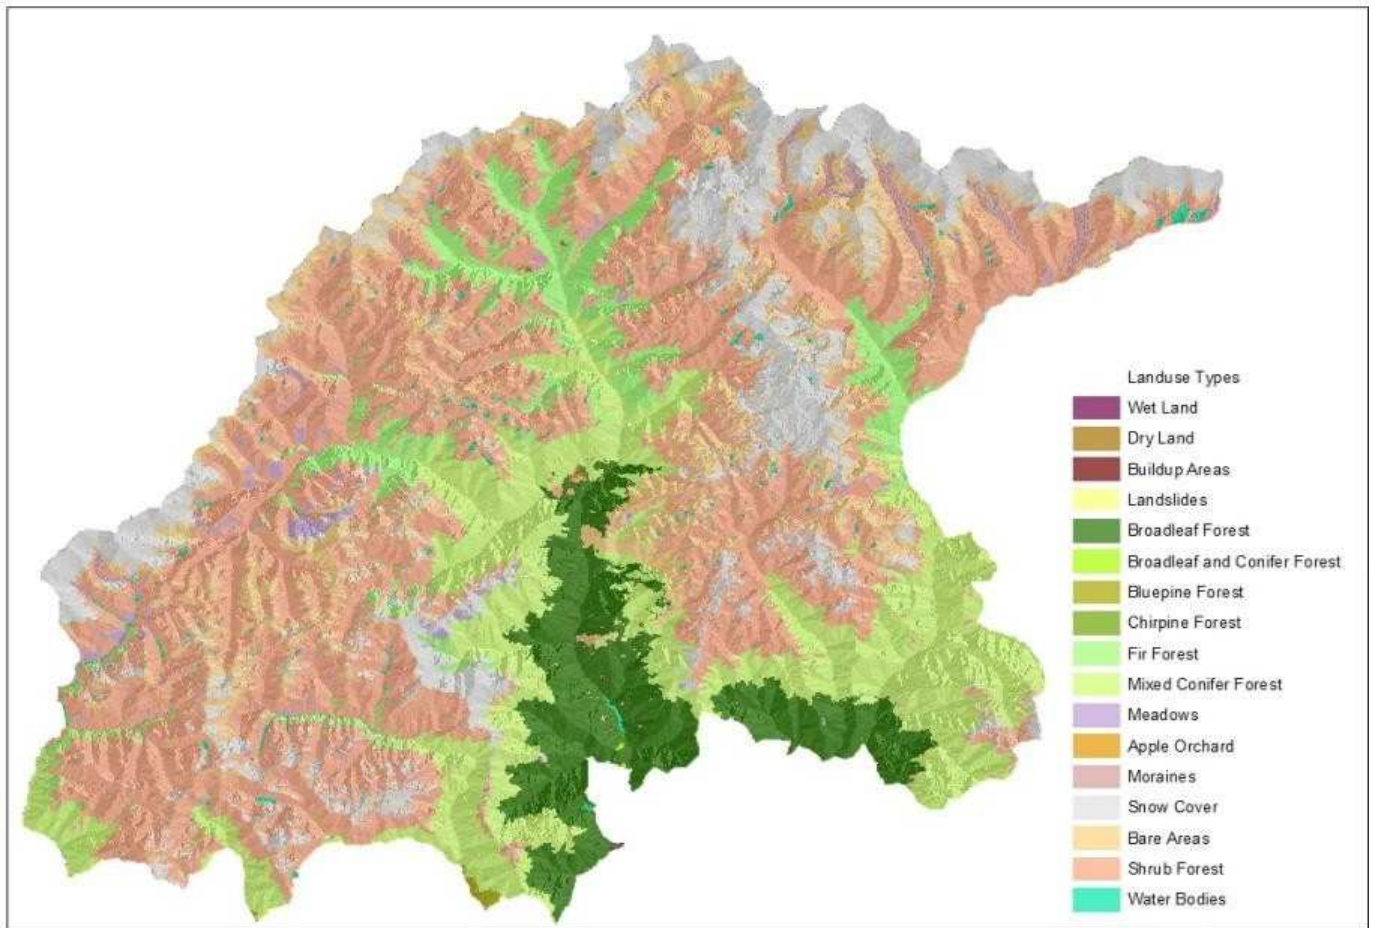 Landuse Types
Wet Land
Dry Land
Buildup Areas
Landslides
Broadleaf Forest
Broadleaf and Conifer Forest
Bluepine Forest
Chirpine Forest
Fir Forest
Mixed Conifer Forest
Meadows
Apple Orchard
Moraines
Snow Cover
Bare Areas
Shrub Forest
Water Bodies